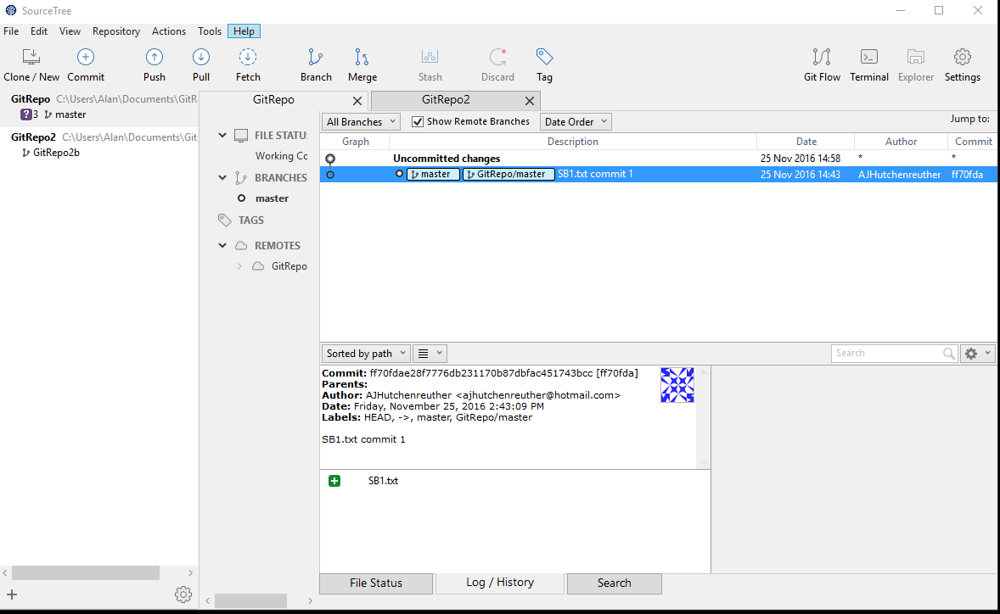 SourceTree
File Edit View Repository Actions Tools Help
Clone / New Commit Push Pull Fetch Branch Merge Stash Discard Tag Git Flow Terminal Explorer Settings
GitRepo C:\Users\Alan\Documents\GitR
? 3 master
GitRepo2 C:\Users\Alan\Documents\Git
GitRepo2b
GitRepo GitRepo2
FILE STATU
Working Cc
BRANCHES
master
TAGS
REMOTES
GitRepo
All Branches Show Remote Branches Date Order Jump to:
Graph Description Date Author Commit
Uncommitted changes 25 Nov 2016 14:58 * *
master GitRepo/master SB1.txt commit 1 25 Nov 2016 14:43 AJHutchenreuther ff70fda
Sorted by path Search
Commit: ff70fdae28f7776db231170b87dbfac451743bcc [ff70fda]
Parents:
Author: AJHutchenreuther <ajhutchenreuther@hotmail.com>
Date: Friday, November 25, 2016 2:43:09 PM
Labels: HEAD, ->, master, GitRepo/master
SB1.txt commit 1
SB1.txt
File Status Log / History Search